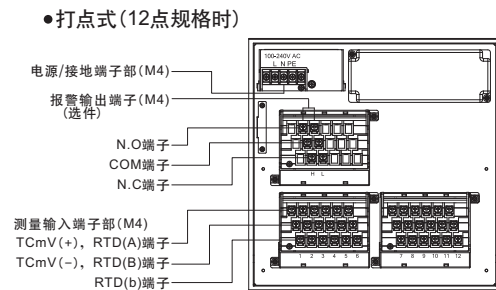 ●打点式(12点规格时)
100-240V AC
L N PE
电源/接地端子部(M4)
报警输出端子(M4)
(选件)
N.O端子
COM端子
N.C端子
H L
测量输入端子部(M4)
TCmV(+), RTD(A)端子
TCmV(−), RTD(B)端子
RTD(b)端子
1 2 3 4 5 6
7 8 9 10 11 12